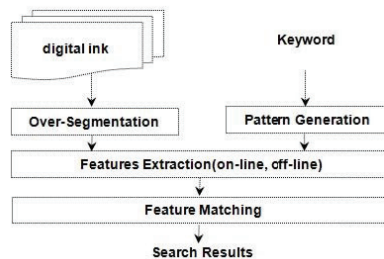 digital ink
Keyword
Over-Segmentation
Pattern Generation
Features Extraction(on-line, off-line)
Feature Matching
Search Results